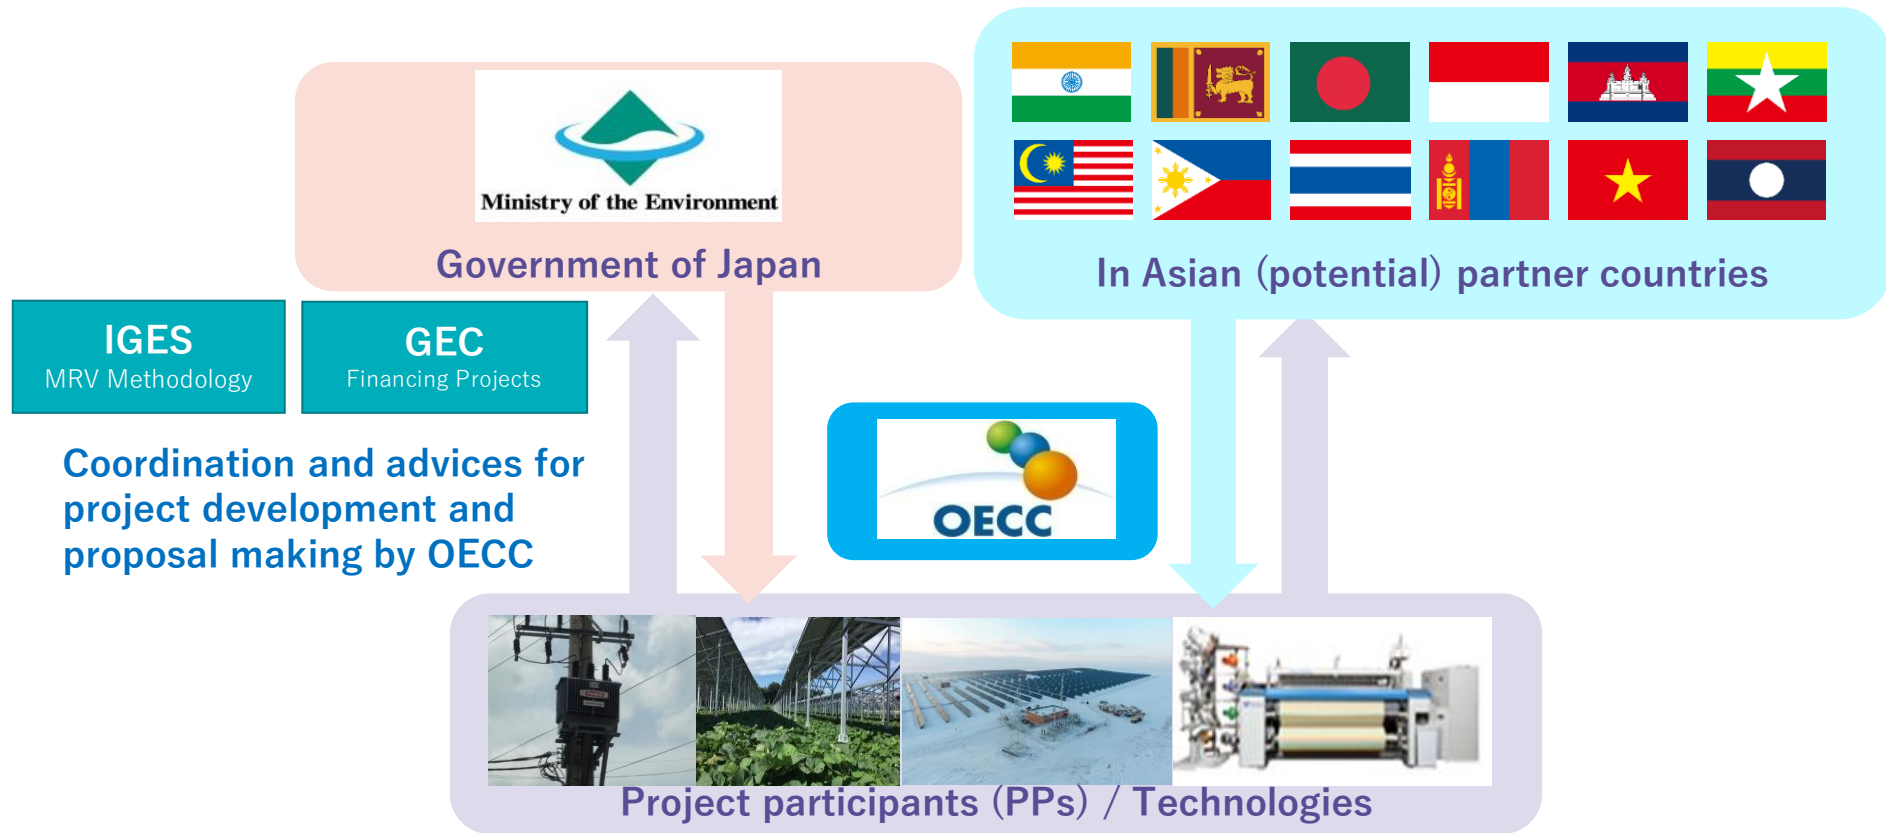 Ministry of the Environment
Government of Japan
In Asian (potential) partner countries
IGES
MRV Methodology
GEC
Financing Projects
Coordination and advices for
project development and
proposal making by OECC
OECC
Project participants (PPs) / Technologies